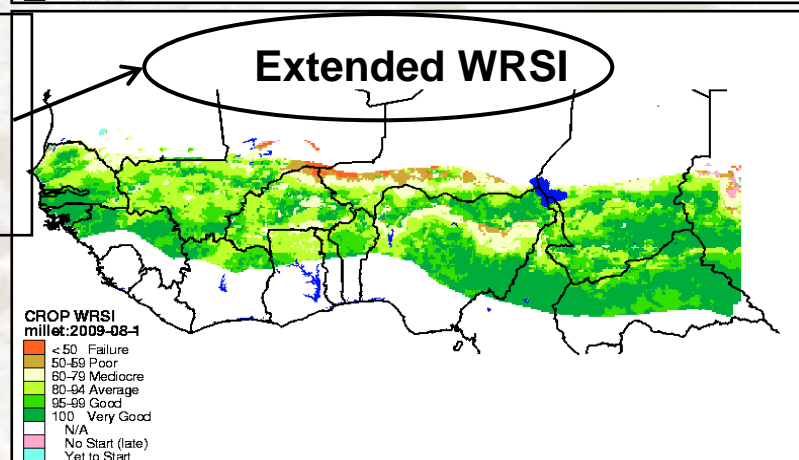 Extended WRSI
CROP WRSI
millet:2009-08-1
<50 Failure
50-59 Poor
60-79 Mediocre
80-94 Average
95-99 Good
100 Very Good
N/A
No Start (late)
Yet to Start